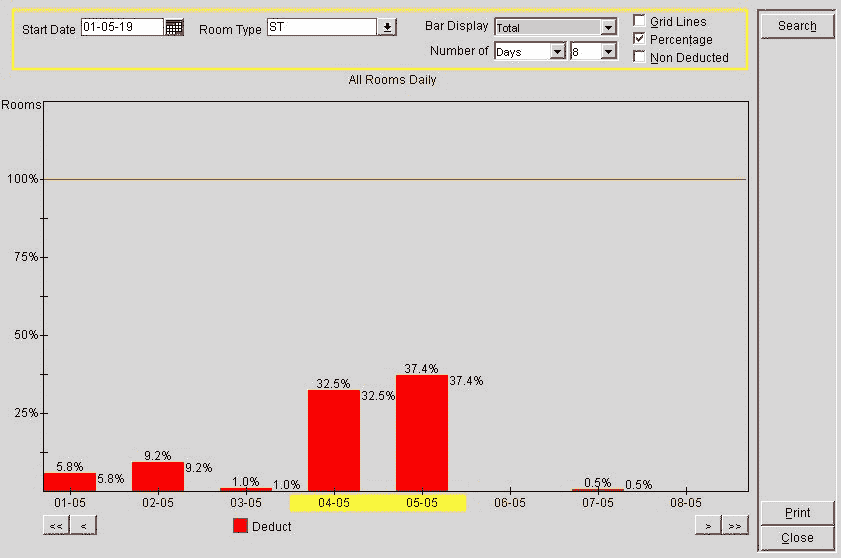 Start Date 01-05-19 Room Type ST Bar Display Total Grid Lines Search
Number of Days 8 Percentage
Non Deducted
All Rooms Daily
Rooms
100%
75%
50%
37.4%
37.4%
32.5%
32.5%
25%
9.2%
9.2%
5.8%
5.8%
1.0% 1.0% 0.5% 0.5%
01-05 02-05 03-05 04-05 05-05 06-05 07-05 08-05
Print
<< < Deduct > >>
Close